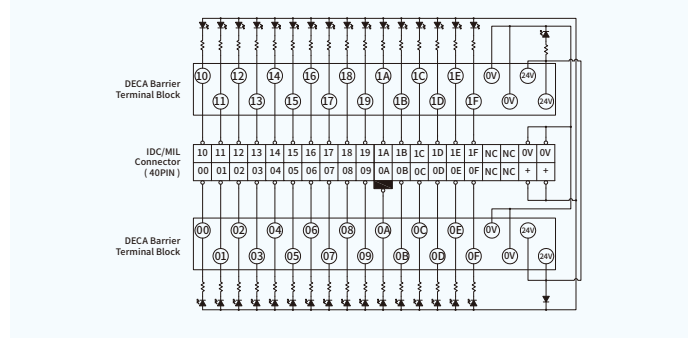 10 12 14 16 18 1A 1C 1E 0V 24V
DECA Barrier
Terminal Block
11 13 15 17 19 1B 1D 1F 0V 24V
IDC/MIL
Connector
( 40PIN )
10 11 12 13 14 15 16 17 18 19 1A 1B 1C 1D 1E 1F NC NC 0V 0V
00 01 02 03 04 05 06 07 08 09 0A 0B 0C 0D 0E 0F NC NC + +
00 02 04 06 08 0A 0C 0E 0V 24V
DECA Barrier
Terminal Block
01 03 05 07 09 0B 0D 0F 0V 24V